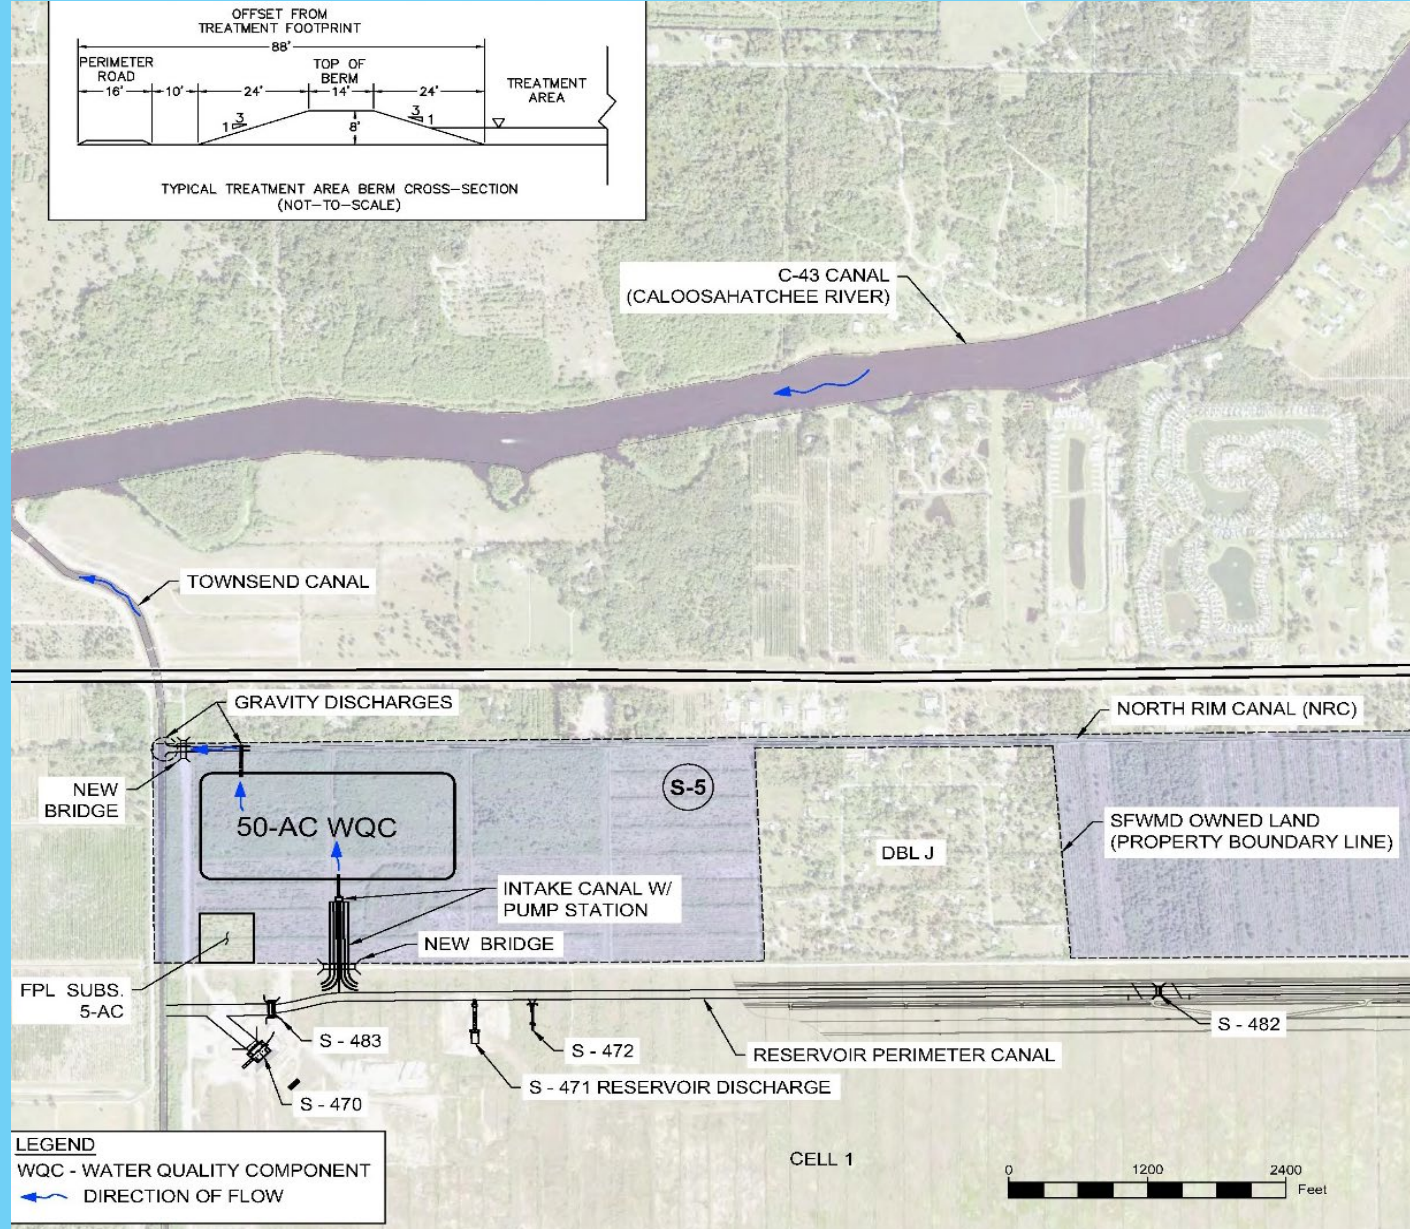 OFFSET FROM
TREATMENT FOOTPRINT
88'
PERIMETER
ROAD
TOP OF
BERM
TREATMENT
AREA
16'
10'
24'
14'
24'
3
1
8'
3
1
TYPICAL TREATMENT AREA BERM CROSS-SECTION
(NOT-TO-SCALE)
C-43 CANAL
(CALOOSAHATCHEE RIVER)
TOWNSEND CANAL
GRAVITY DISCHARGES
NORTH RIM CANAL (NRC)
NEW
BRIDGE
S-5
50-AC WQC
SFWMD OWNED LAND
(PROPERTY BOUNDARY LINE)
DBL J
INTAKE CANAL W/
PUMP STATION
NEW BRIDGE
FPL SUBS.
5-AC
S - 483
S - 472
S - 482
RESERVOIR PERIMETER CANAL
S - 471 RESERVOIR DISCHARGE
S - 470
LEGEND
WQC - WATER QUALITY COMPONENT
DIRECTION OF FLOW
CELL 1
0 1200 2400
Feet